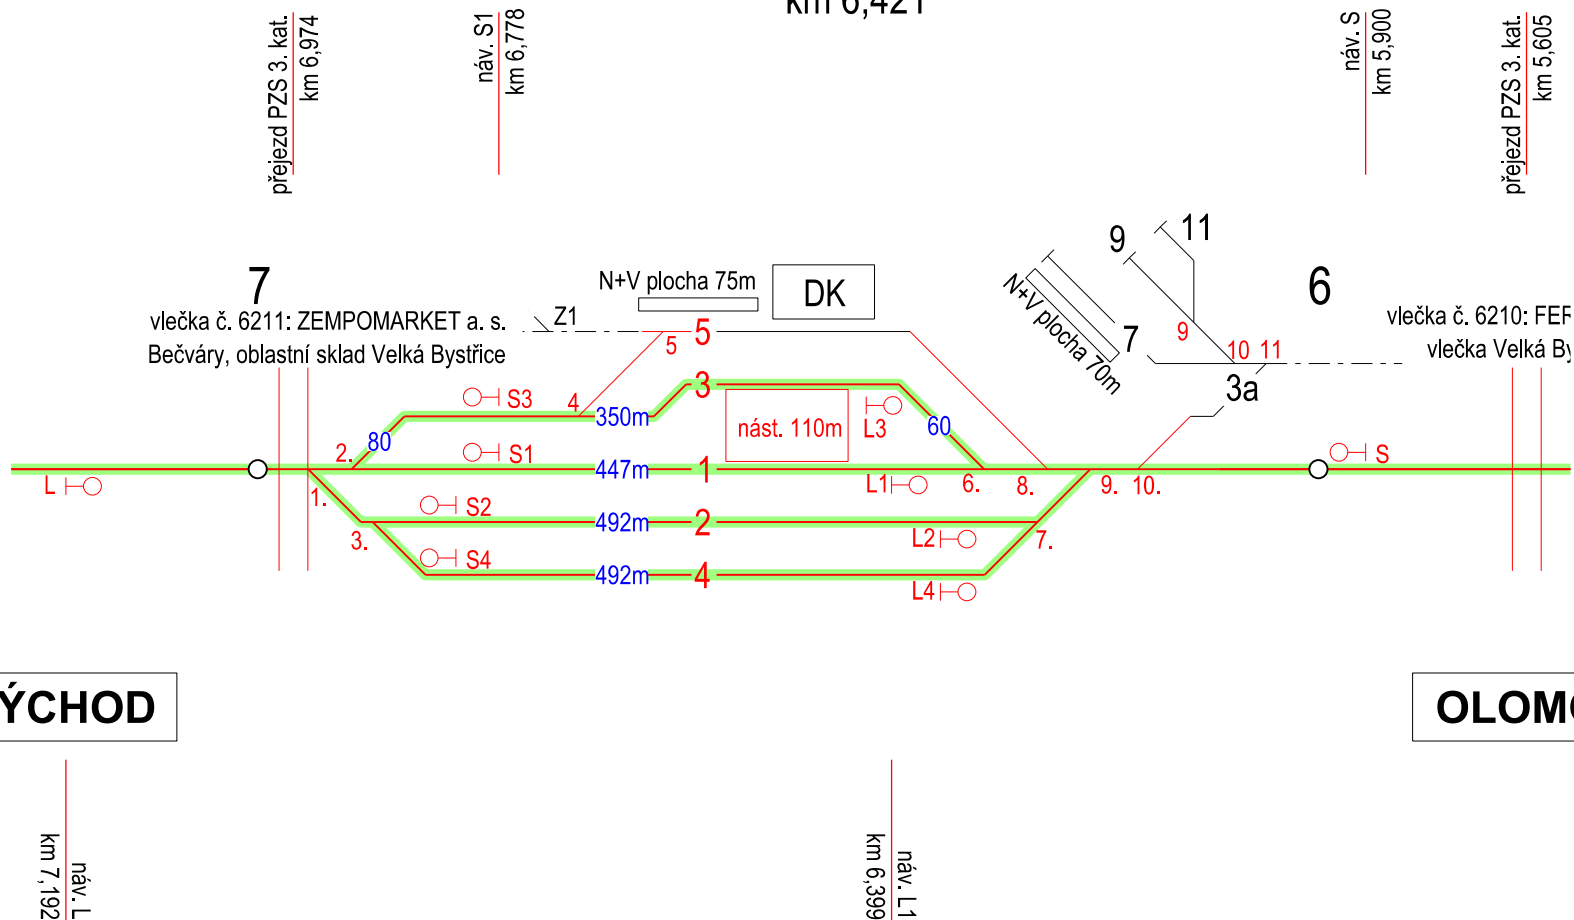 km 6,421
přejezd PZS 3. kat.
km 6,974
náv. S1
km 6,778
náv. S
km 5,900
přejezd PZS 3. kat.
km 5,605
7
vlečka č. 6211: ZEMPOMARKET a. s.
Bečváry, oblastní sklad Velká Bystřice
Z1
N+V plocha 75m
DK
5
5
9
11
N+V plocha 70m
7
9
10
11
3a
6
vlečka č. 6210: FER
vlečka Velká By
S3
4
350m
3
nást. 110m
L3
60
80
2.
S1
447m
1
L1
6.
8.
9.
10.
S
L
1.
S2
492m
2
L2
7.
3.
S4
492m
4
L4
ÝCHOD
OLOMO
náv. L
km 7,192
náv. L1
km 6,399